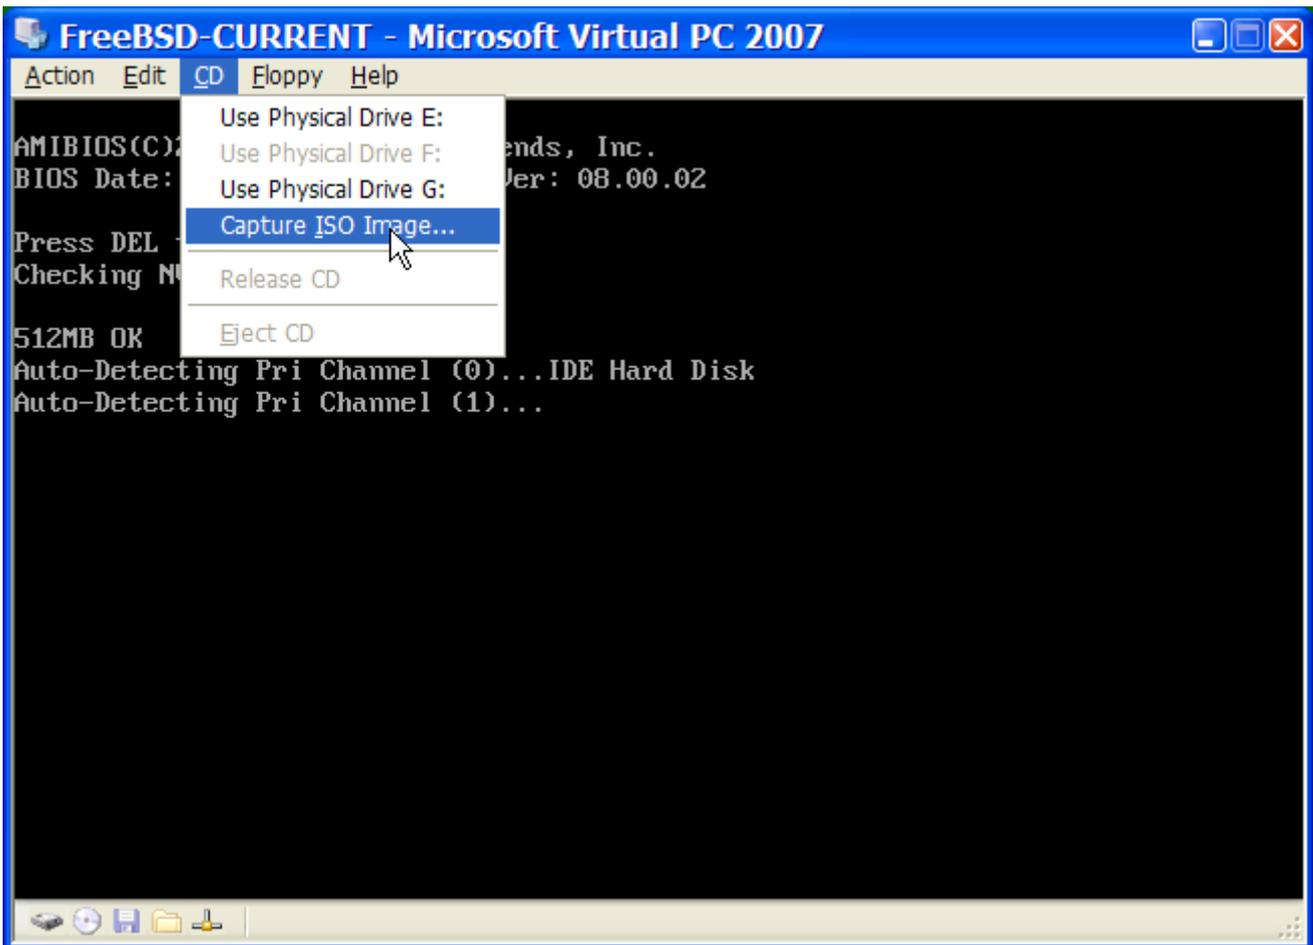 FreeBSD-CURRENT - Microsoft Virtual PC 2007
Action Edit CD Floppy Help
Use Physical Drive E:
Use Physical Drive F:
Use Physical Drive G:
Capture ISO Image...
Release CD
Eject CD
AMIBIOS(C)2 ends, Inc.
BIOS Date: Ver: 08.00.02
Press DEL
Checking
512MB OK
Auto-Detecting Pri Channel (0)...IDE Hard Disk
Auto-Detecting Pri Channel (1)...